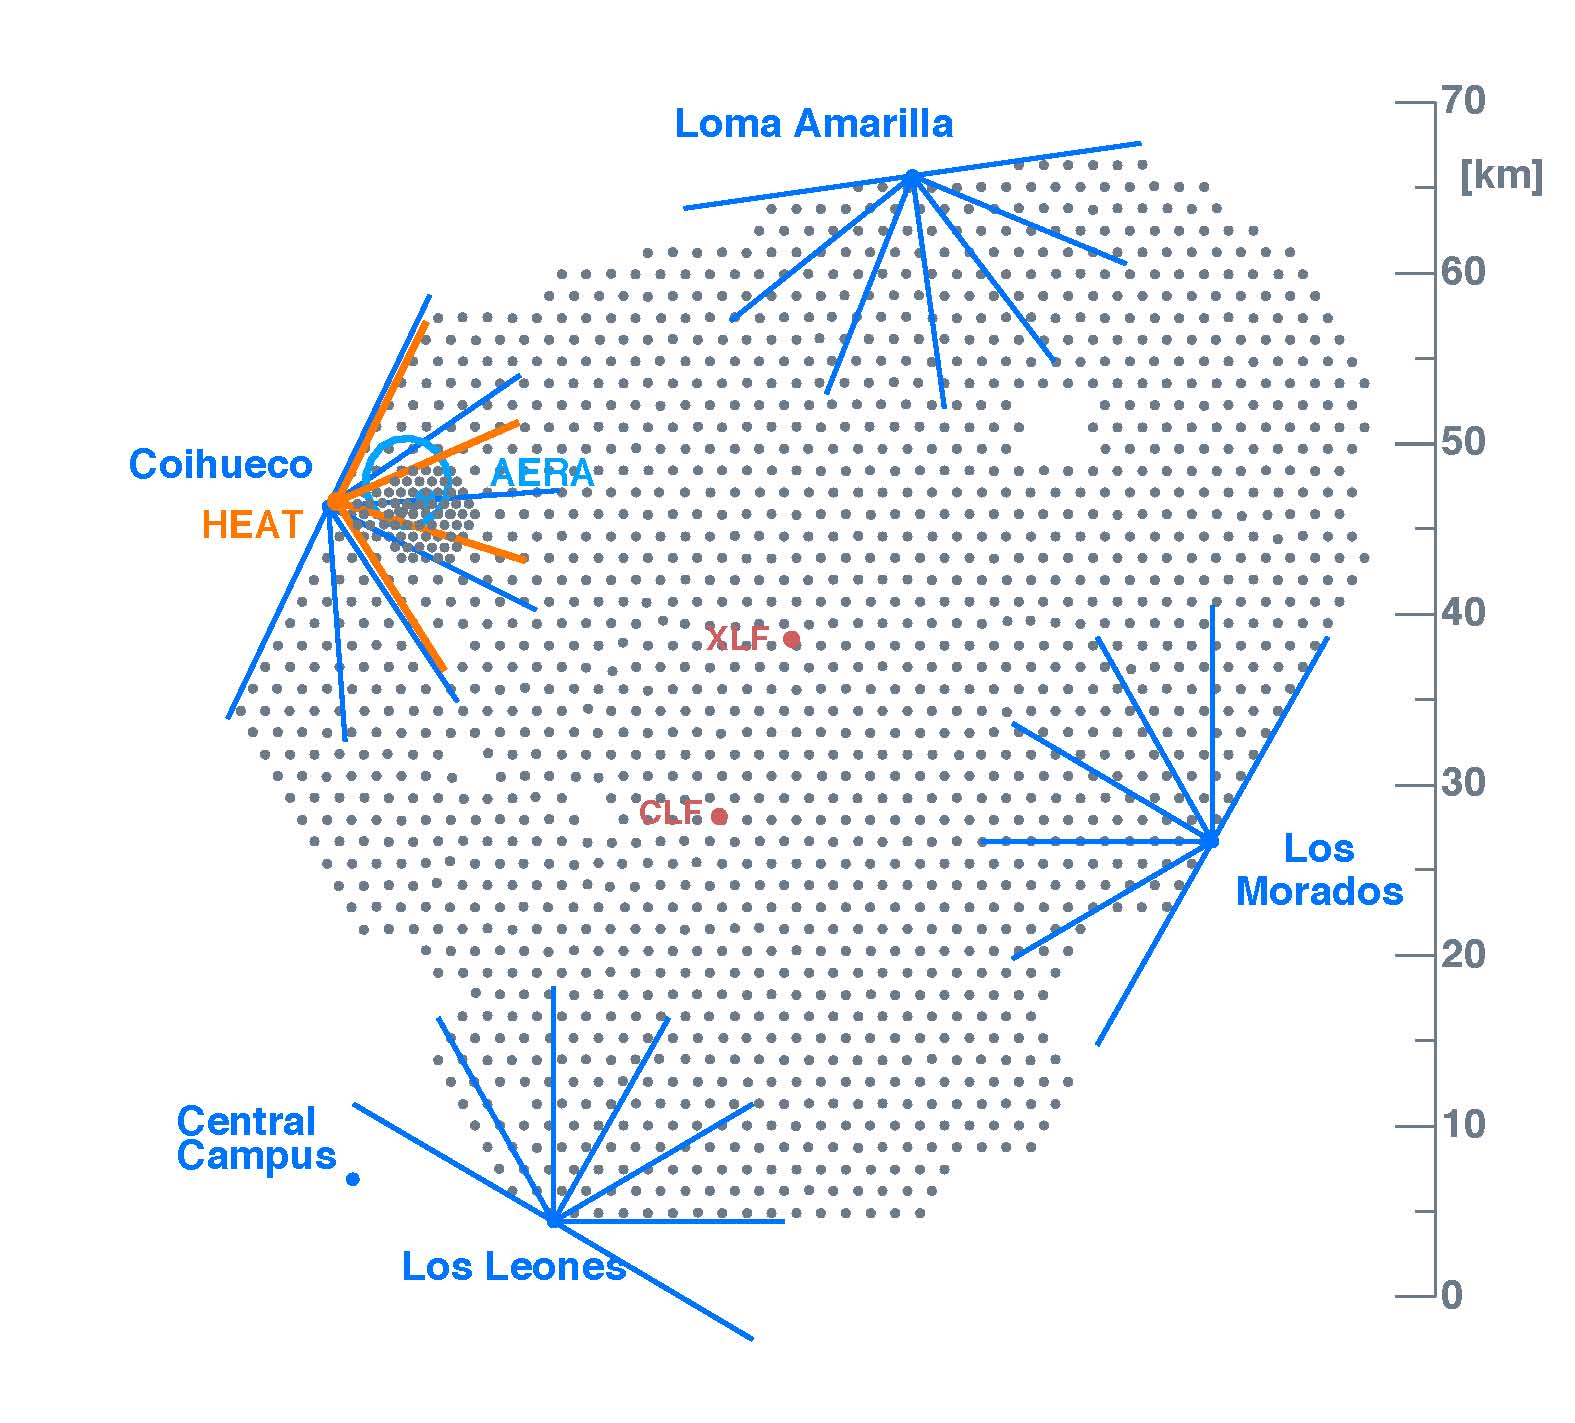 70
Loma Amarilla
[km]
60
50
Coihueco
AERA
HEAT
40
XLF
30
CLF
Los
Morados
20
10
Central
Campus
Los Leones
0